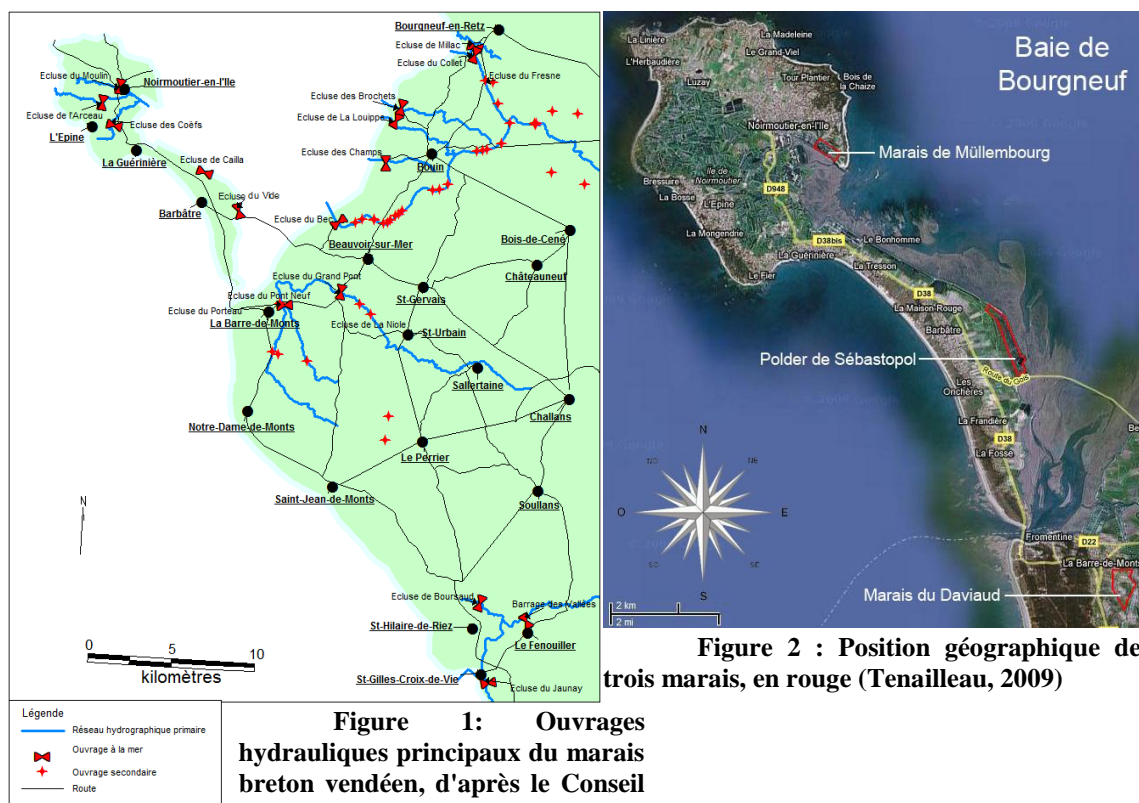 Bourgneuf-en-Retz
Ecluse de Millac
Ecluse du Collet
Ecluse du Fresne
Ecluse du Moulin
Noirmoutier-en-l'Ile
Ecluse des Brochets
Ecluse de l'Arceau
Ecluse de La Louippe
L'Epine
Ecluse des Coëfs
La Guérinière
Ecluse des Champs
Bouin
Ecluse de Cailla
Ecluse du Vide
Barbâtre
Ecluse du Bec
Bois-de-Cené
Beauvoir-sur-Mer
Châteauneuf
Ecluse du Grand Pont
St-Gervais
Ecluse du Pont Neuf
Ecluse du Porteau
La Barre-de-Monts
Ecluse de La Niole
St-Urbain
Sallertaine
Challans
Notre-Dame-de-Monts
Le Perrier
Saint-Jean-de-Monts
Soullans
N
Ecluse de Boursaud
Barrage des Vallées
St-Hilaire-de-Riez
Le Fenouiller
St-Gilles-Croix-de-Vie
Ecluse du Jaunay
0 5 10
kilomètres
Légende
Réseau hydrographique primaire
Ouvrage à la mer
Ouvrage secondaire
Route
Figure 1: Ouvrages
hydrauliques principaux du marais
breton vendéen, d'après le Conseil
La Linière
La Madeleine
L'Herbaudière
Le Grand-Viel
Luzay
Tour Plantier
Bois de
la Chaize
Baie de
Bourgneuf
Noirmoutier-en-l'Ile
Marais de Müllembourg
Bressuire
Ile de
Noirmoutier
D948
La Bosse
L'Epine
La Mongendrie
D38bis
Le Bonhomme
La Guérinière
Le Fier
La Tresson
D38
La Maison-Rouge
Barbâtre
Polder de Sébastopol
Route du Gois
Les
Onchères
La Frandière
D38
La Fosse
Be
N
NO
NE
O
E
SO
SE
S
Fromentine
D22
La Barre-de-Monts
Marais du Daviaud
2 km
2 mi
Figure 2 : Position géographique de
trois marais, en rouge (Tenailleau, 2009)